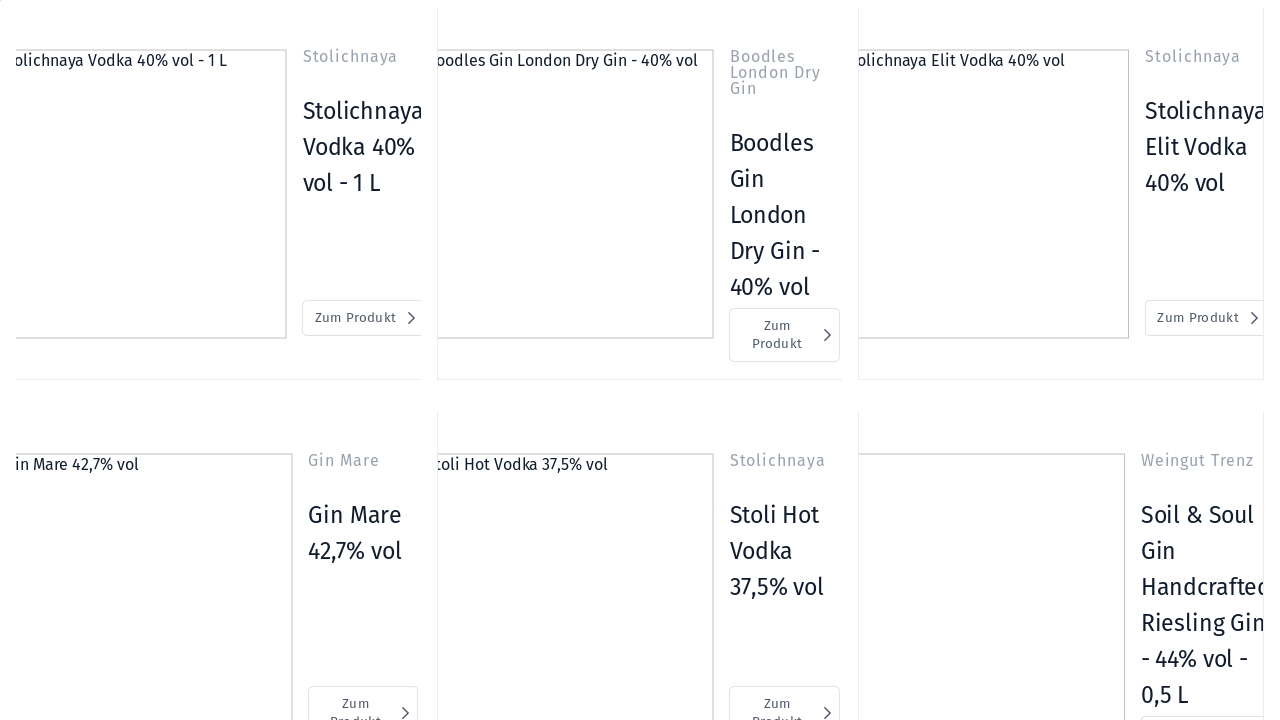 olichnaya Vodka 40% vol - 1 L
Stolichnaya
Stolichnaya
Vodka 40%
vol - 1 L
Zum Produkt
oodles Gin London Dry Gin - 40% vol
Boodles
London Dry
Gin
Boodles
Gin
London
Dry Gin -
40% vol
Zum
Produkt
olichnaya Elit Vodka 40% vol
Stolichnaya
Stolichnaya
Elit Vodka
40% vol
Zum Produkt
in Mare 42,7% vol
Gin Mare
Gin Mare
42,7% vol
Zum
Produkt
toli Hot Vodka 37,5% vol
Stolichnaya
Stoli Hot
Vodka
37,5% vol
Zum
Produkt
Weingut Trenz
Soil & Soul
Gin
Handcrafted
Riesling Gin
- 44% vol -
0,5 L